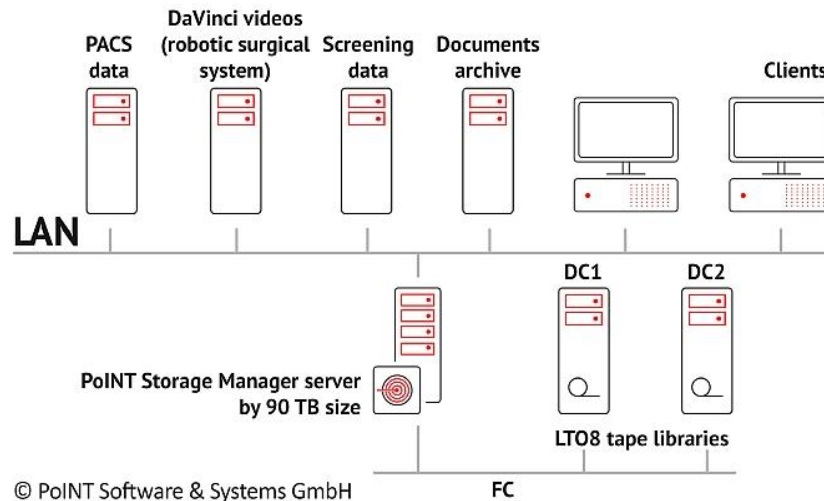 PACS
data
DaVinci videos
(robotic surgical
system)
Screening
data
Documents
archive
Clients
LAN
DC1
DC2
PoINT Storage Manager server
by 90 TB size
LTO8 tape libraries
© PoINT Software & Systems GmbH
FC